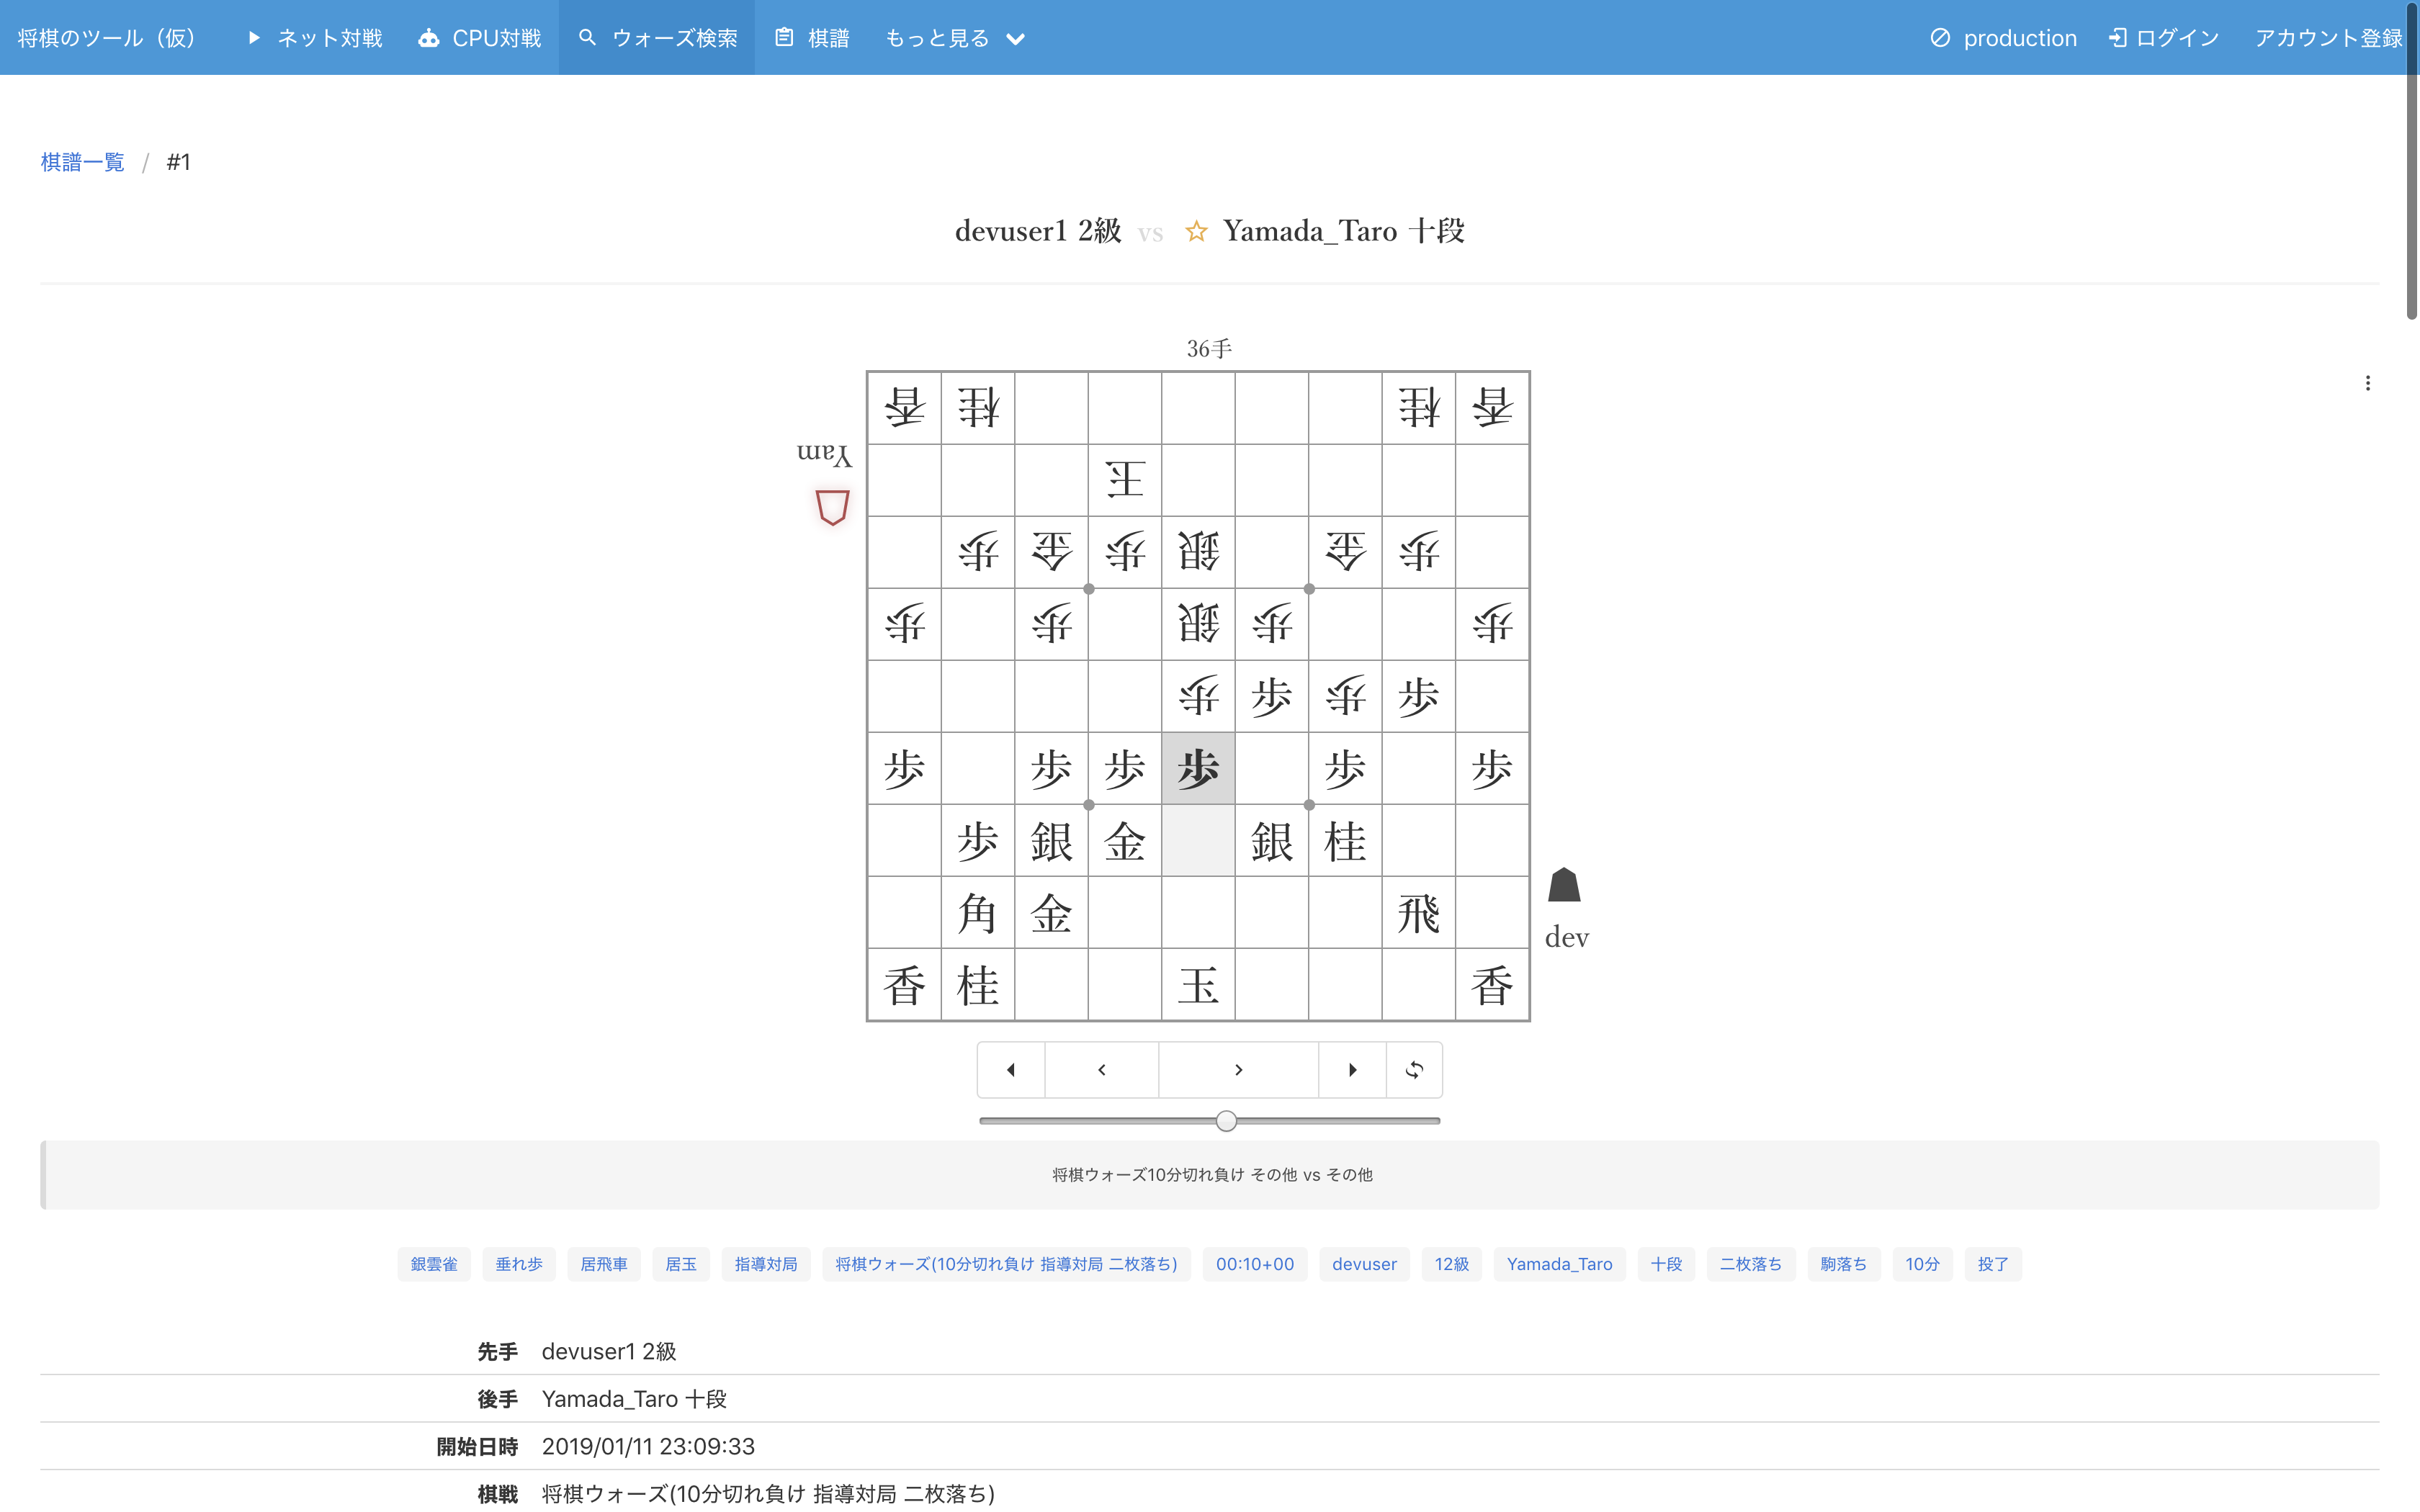 将棋のツール（仮） ネット対戦 CPU対戦 ウォーズ検索 棋譜 もっと見る production ログイン アカウント登録
棋譜一覧 / #1
devuser1 2級 vs ☆ Yamada_Taro 十段
36手
香 桂 桂 香
Yam
王
歩 金 歩 銀 金 歩
歩 歩 銀 歩 歩
歩 歩 歩 歩
歩 歩 歩 歩 歩 歩
歩 銀 金 銀 桂
角 金 飛
dev
香 桂 玉 香
将棋ウォーズ10分切れ負け その他 vs その他
銀雲雀 垂れ歩 居飛車 居玉 指導対局 将棋ウォーズ(10分切れ負け 指導対局 二枚落ち) 00:10+00 devuser 12級 Yamada_Taro 十段 二枚落ち 駒落ち 10分 投了
先手 devuser1 2級
後手 Yamada_Taro 十段
開始日時 2019/01/11 23:09:33
棋戦 将棋ウォーズ(10分切れ負け 指導対局 二枚落ち)